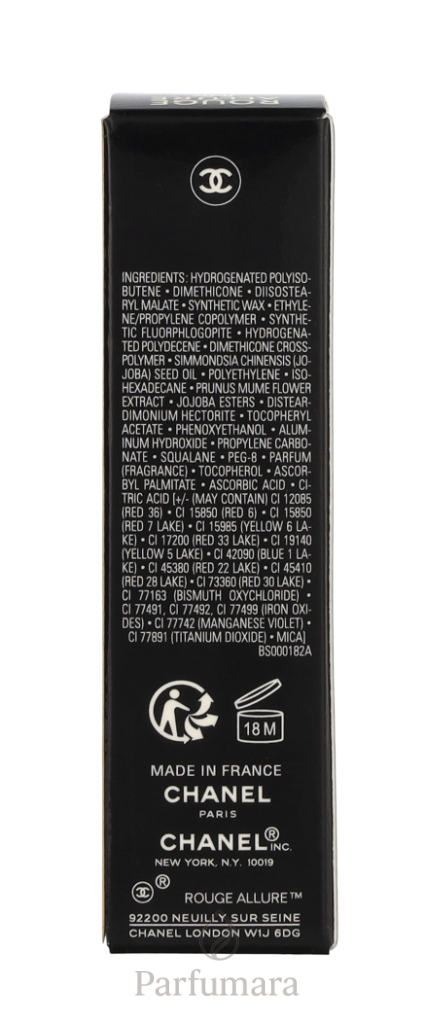 INGREDIENTS: HYDROGENATED POLYISO-
BUTENE • DIMETHICONE • DIISOSTEA-
RYL MALATE • SYNTHETIC WAX • ETHYLE-
NE/PROPYLENE COPOLYMER • SYNTHE-
TIC FLUORPHLOGOPITE • HYDROGENA-
TED POLYDECENE • DIMETHICONE CROSS-
POLYMER • SIMMONDSIA CHINENSIS (JO-
JOBA) SEED OIL • POLYETHYLENE • ISO-
HEXADECANE • PRUNUS MUME FLOWER
EXTRACT • JOJOBA ESTERS • DISTEAR-
DIMONIUM HECTORITE • TOCOPHERYL
ACETATE • PHENOXYETHANOL • ALUM-
INUM HYDROXIDE • PROPYLENE CARBO-
NATE • SQUALANE • PEG-8 • PARFUM
(FRAGRANCE) • TOCOPHEROL • ASCOR-
BYL PALMITATE • ASCORBIC ACID • CI-
TRIC ACID [+/- (MAY CONTAIN) CI 12085
(RED 36) • CI 15850 (RED 6) • CI 15850
(RED 7 LAKE) • CI 15985 (YELLOW 6 LA-
KE) • CI 17200 (RED 33 LAKE) • CI 19140
(YELLOW 5 LAKE) • CI 42090 (BLUE 1 LA-
KE) • CI 45380 (RED 22 LAKE) • CI 45410
(RED 28 LAKE) • CI 73360 (RED 30 LAKE) •
CI 77163 (BISMUTH OXYCHLORIDE) •
CI 77491, CI 77492, CI 77499 (IRON OXI-
DES) • CI 77742 (MANGANESE VIOLET) •
CI 77891 (TITANIUM DIOXIDE) • MICA]
BS000182A
18 M
MADE IN FRANCE
CHANEL
PARIS
CHANEL® INC.
NEW YORK, N.Y. 10019
® ROUGE ALLURE™
92200 NEUILLY SUR SEINE
CHANEL LONDON W1J 6DG
Parfumara